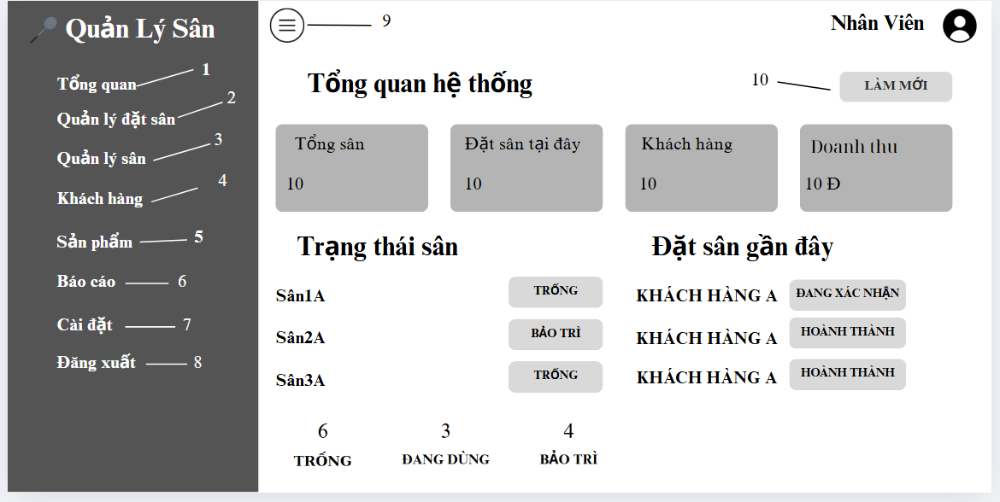 Quản Lý Sân
Tổng quan 1
Quản lý đặt sân 2
Quản lý sân 3
Khách hàng 4
Sản phẩm 5
Báo cáo 6
Cài đặt 7
Đăng xuất 8
9
Nhân Viên
Tổng quan hệ thống
10
LÀM MỚI
Tổng sân
10
Đặt sân tại đây
10
Khách hàng
10
Doanh thu
10 Đ
Trạng thái sân
Sân1A TRỐNG
Sân2A BẢO TRÌ
Sân3A TRỐNG
6
TRỐNG
3
ĐANG DÙNG
4
BẢO TRÌ
Đặt sân gần đây
KHÁCH HÀNG A ĐANG XÁC NHẬN
KHÁCH HÀNG A HOÀNH THÀNH
KHÁCH HÀNG A HOÀNH THÀNH